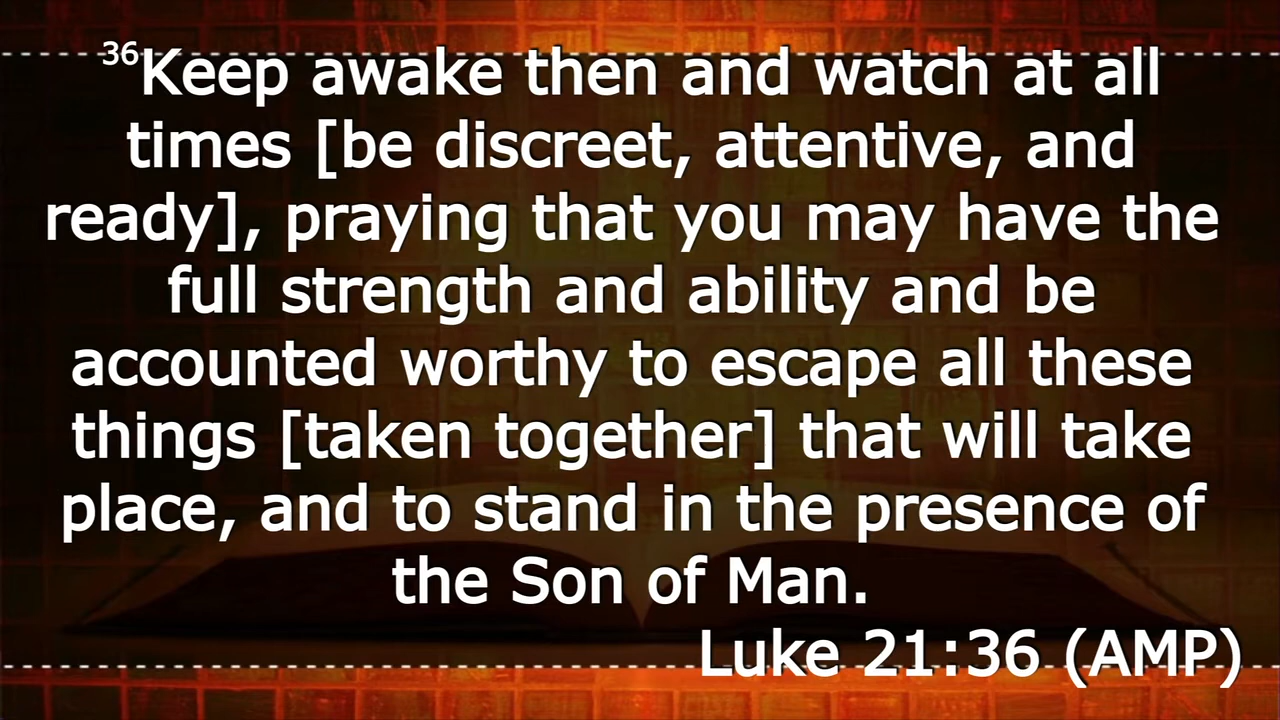 36Keep awake then and watch at all
times [be discreet, attentive, and
ready], praying that you may have the
full strength and ability and be
accounted worthy to escape all these
things [taken together] that will take
place, and to stand in the presence of
the Son of Man.
Luke 21:36 (AMP)